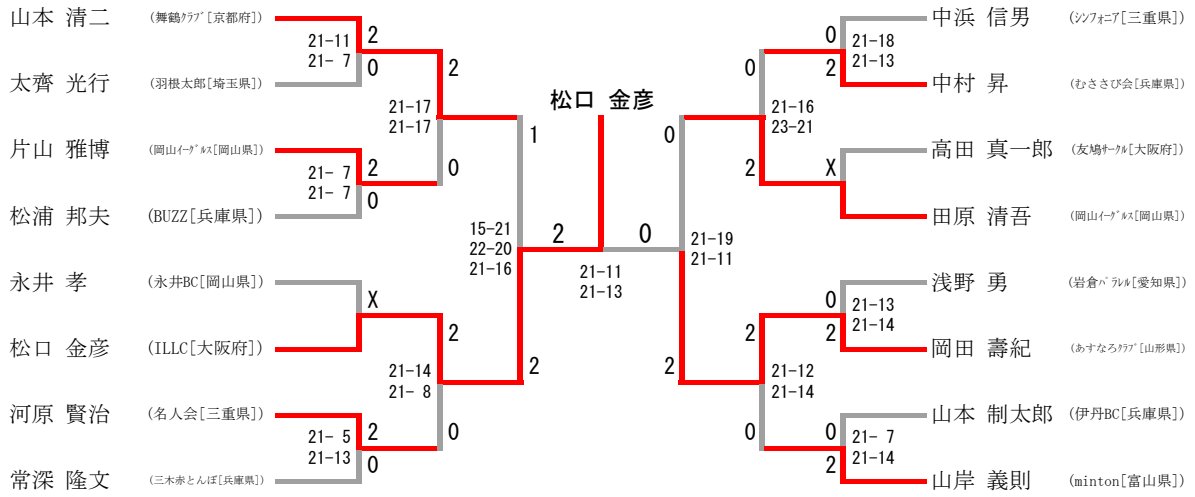 山本 清二 (舞鶴ｸﾗﾌﾞ[京都府])
21-11 2
21- 7 0
太齊 光行 (羽根太郎[埼玉県])
2
21-17
21-17
0
片山 雅博 (岡山ｲｰｸﾞﾙｽ[岡山県])
21- 7 2
21- 7 0
松浦 邦夫 (BUZZ[兵庫県])
1
15-21
22-20
21-16
2
永井 孝 (永井BC[岡山県])
X
松口 金彦 (ILLC[大阪府])
2
21-14
21- 8
0
河原 賢治 (名人会[三重県])
21- 5 2
21-13 0
常深 隆文 (三木赤とんぼ[兵庫県])
松口 金彦
2 0
21-11
21-13
中浜 信男 (ｼﾝﾌｫﾆｱ[三重県])
0 21-18
2 21-13
中村 昇 (むささび会[兵庫県])
0
21-16
23-21
2
高田 真一郎 (友鳩ｻｰｸﾙ[大阪府])
X
田原 清吾 (岡山ｲｰｸﾞﾙｽ[岡山県])
0
21-19
21-11
2
浅野 勇 (岩倉ﾊﾟﾗﾚﾙ[愛知県])
0 21-13
2 21-14
岡田 壽紀 (あすなろｸﾗﾌﾞ[山形県])
2
21-12
21-14
0
山本 制太郎 (伊丹BC[兵庫県])
0 21- 7
2 21-14
山岸 義則 (minton[富山県])